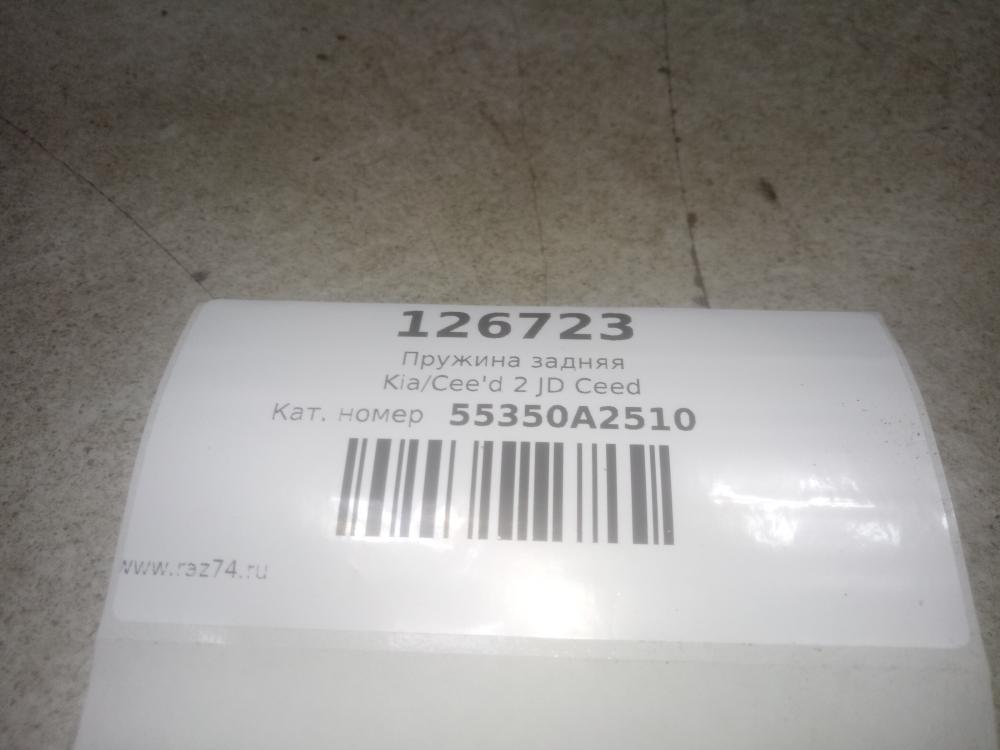 126723
Пружина задняя
Kia/Cee'd 2 JD Ceed
Кат. номер 55350A2510
www.raz74.ru